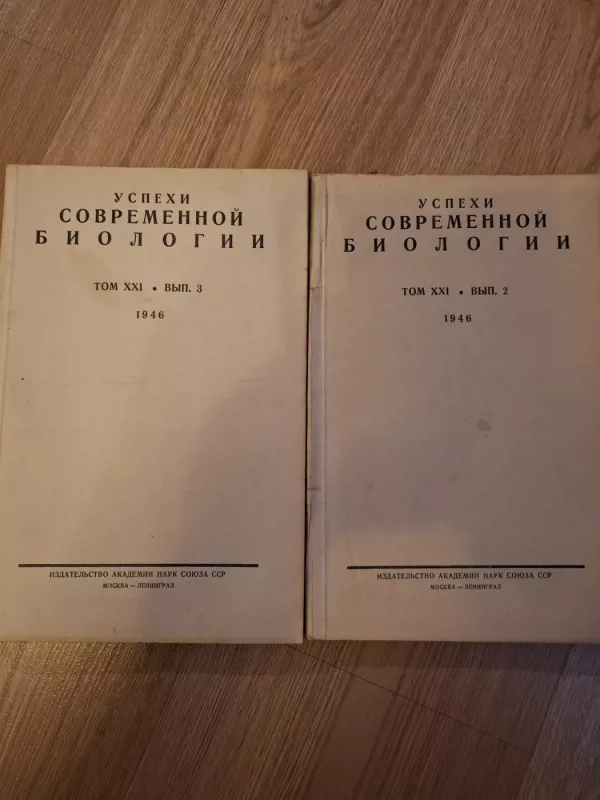 УСПЕХИ
СОВРЕМЕННОЙ
БИОЛОГИИ
ТОМ XXI • ВЫП. 3
1946
ИЗДАТЕЛЬСТВО АКАДЕМИИ НАУК СОЮЗА ССР
МОСКВА — ЛЕНИНГРАД
УСПЕХИ
СОВРЕМЕННОЙ
БИОЛОГИИ
ТОМ XXI • ВЫП. 2
1946
ИЗДАТЕЛЬСТВО АКАДЕМИИ НАУК СОЮЗА ССР
МОСКВА — ЛЕНИНГРАД